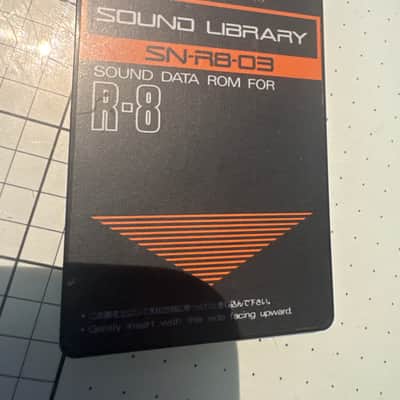 SOUND LIBRARY
SN-R8-03
SOUND DATA ROM FOR
R-8
• Gently insert with this side facing upward.